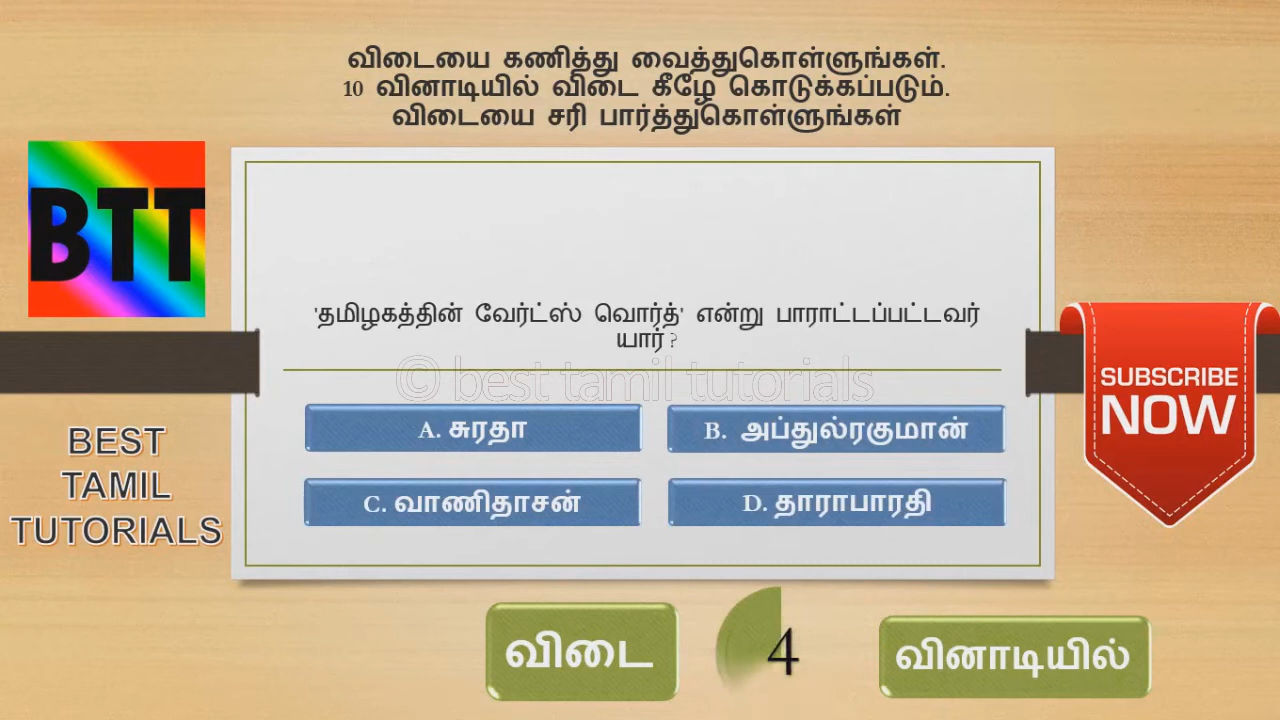 விடையை கணித்து வைத்துகொள்ளுங்கள்.
10 வினாடியில் விடை கீழே கொடுக்கப்படும்.
விடையை சரி பார்த்துகொள்ளுங்கள்
BTT
BEST
TAMIL
TUTORIALS
'தமிழகத்தின் வேர்ட்ஸ் வொர்த்' என்று பாராட்டப்பட்டவர்
யார் ?
© best tamil tutorials
A. சுரதா
B. அப்துல்ரகுமான்
C. வாணிதாசன்
D. தாராபாரதி
SUBSCRIBE
NOW
விடை
4
வினாடியில்